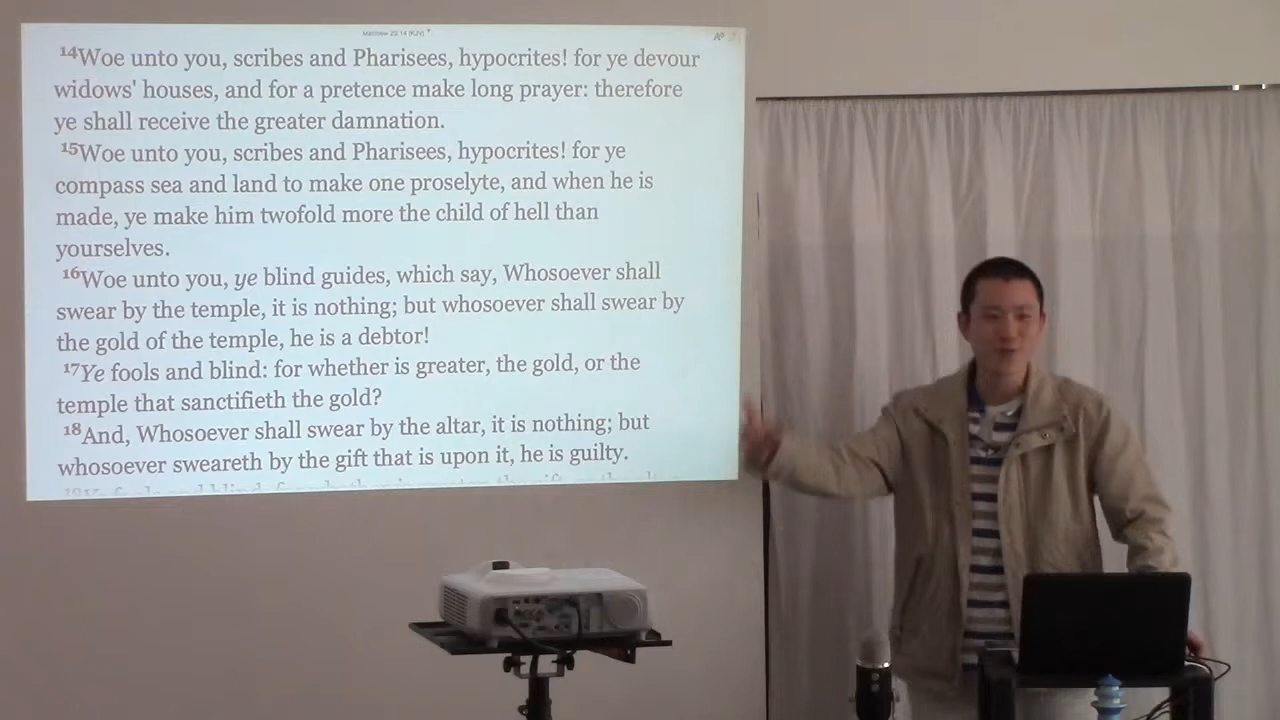 Matthew 23:14 (KJV)
14Woe unto you, scribes and Pharisees, hypocrites! for ye devour
widows' houses, and for a pretence make long prayer: therefore
ye shall receive the greater damnation.
15Woe unto you, scribes and Pharisees, hypocrites! for ye
compass sea and land to make one proselyte, and when he is
made, ye make him twofold more the child of hell than
yourselves.
16Woe unto you, ye blind guides, which say, Whosoever shall
swear by the temple, it is nothing; but whosoever shall swear by
the gold of the temple, he is a debtor!
17Ye fools and blind: for whether is greater, the gold, or the
temple that sanctifieth the gold?
18And, Whosoever shall swear by the altar, it is nothing; but
whosoever sweareth by the gift that is upon it, he is guilty.